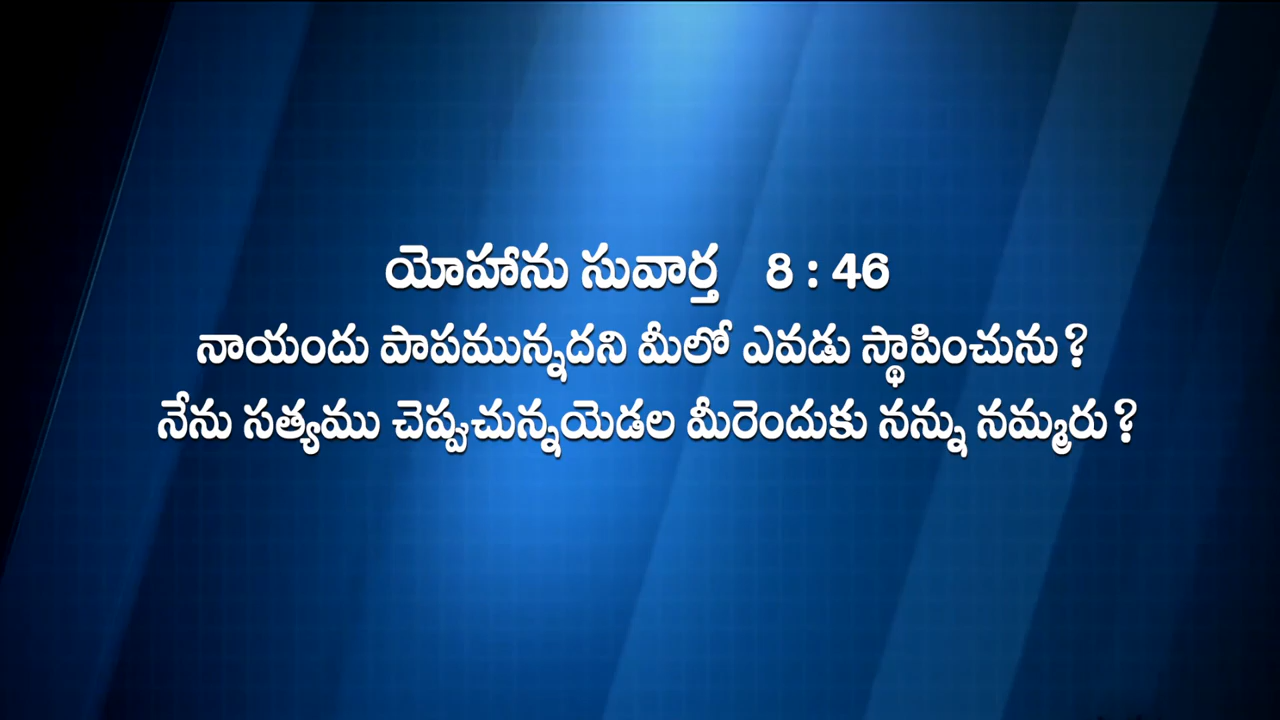 యోహాను సువార్త 8 : 46
నాయందు పాపమున్నదని మీలో ఎవడు స్థాపించును?
నేను సత్యము చెప్పుచున్నయెడల మీరెందుకు నన్ను నమ్మరు?